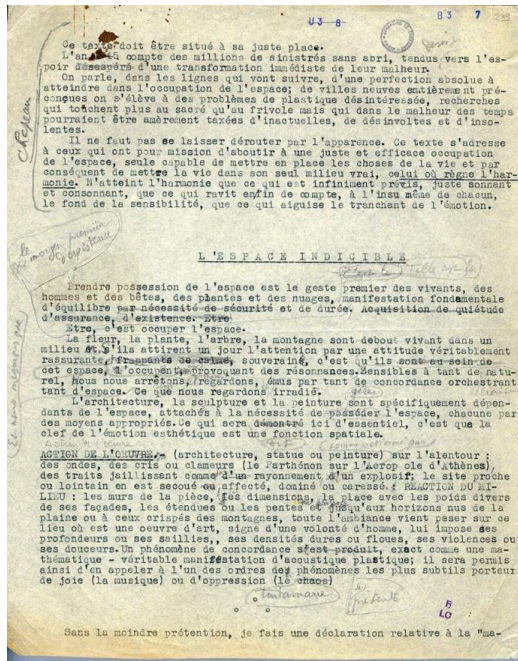 U3 8
B3 7
Ce texte doit être situé à sa juste place.
L'an 1945 compte des millions de sinistrés sans abri, tendus vers l'es-
poir désespéré d'une transformation immédiate de leur malheur.
On parle, dans les lignes qui vont suivre, d'une perfection absolue à
atteindre dans l'occupation de l'espace; de villes neuves entièrement pré-
conçues on s'élève à des problèmes de plastique désintéressée, recherches
qui touchent plus au sacré qu'au frivole mais qui dans le malheur des temps
pourraient être amèrement taxées d'inactuelles, de désinvoltes et d'inso-
lentes.
Il ne faut pas se laisser dérouter par l'apparence. Ce texte s'adresse
à ceux qui ont pour mission d'aboutir à une juste et efficace occupation
de l'espace, seule capable de mettre en place les choses de la vie et par
conséquent de mettre la vie dans son seul milieu vrai, celui où règne l'har-
monie. N'atteint l'harmonie que ce qui est infiniment prévis, juste sonnant
et consonnant, que ce qui ravit enfin de compte, à l'insu même de chacun,
le fond de la sensibilité, que ce qui aiguise le tranchant de l'émotion.
chapeau
L'ESPACE INDICIBLE
Prendre possession de l'espace est le geste premier des vivants, des
hommes et des bêtes, des plantes et des nuages, manifestation fondamentale
d'équilibre par nécessité de sécurité et de durée. Acquisition de quiétude
d'assurance, d'existence. Etre
Etre, c'est occuper l'espace.
La fleur, la plante, l'arbre, la montagne sont debout vivant dans un
milieu et s'ils attirent un jour l'attention par une attitude véritablement
rassurante, souveraine, c'est qu'ils sont au sein de
cet espace, l'occupent, provoquant des résonnances. Sensibles à tant de natu-
rel, nous nous arrêtons, regardons, émus par tant de concordance orchestrant
tant d'espace. Ce que nous regardons irradie.
L'architecture, la sculpture et la peinture sont spécifiquement dépen-
dants de l'espace, attachés à la nécessité de posséder l'espace, chacune par
des moyens appropriés. Ce qui sera démontré ici d'essentiel, c'est que la
clef de l'émotion esthétique est une fonction spatiale.
ACTION DE L'OEUVRE,- (architecture, statue ou peinture) sur l'alentour :
des ondes, des cris ou clameurs (le Parthénon sur l'Acrop ole d'Athènes),
des traits jaillissant comme d'un rayonnement d'un explosif; le site proche
ou lointain en est secoué ou affecté, dominé ou caressé. REACTION DU MI-
LIEU : les murs de la pièce, les dimensions, la place avec les poids divers
de ses façades, les étendues ou les pentes et jusqu'aux horizons nus de la
plaine ou à ceux crispés des montagnes, toute l'ambiance vient peser sur ce
lieu où est une oeuvre d'art, signe d'une volonté d'homme, lui impose des
profondeurs ou ses saillies, ses densités dures ou floues, ses violences ou
ses douceurs. Un phénomène de concordance s'est produit, exact comme une ma-
thématique - véritable manifestation d'acoustique plastique; il sera permis
ainsi d'en appeler à l'un des ordres des phénomènes les plus subtils porteur
de joie (la musique) ou d'oppression (le chaos)
tintamarre
Sans la moindre prétention, je fais une déclaration relative à la "ma-